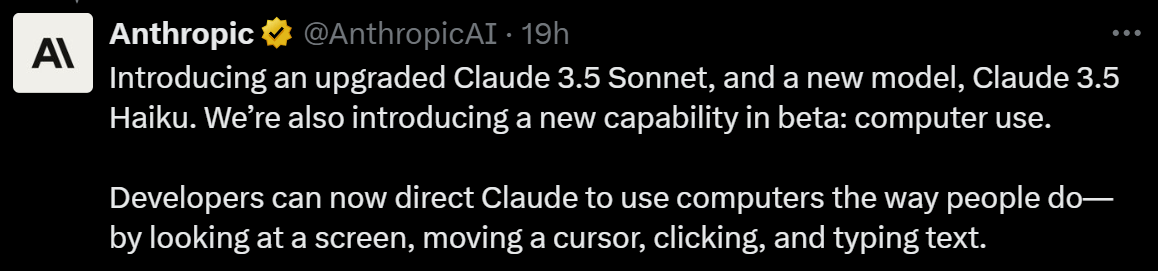 Anthropic @AnthropicAI · 19h
Introducing an upgraded Claude 3.5 Sonnet, and a new model, Claude 3.5
Haiku. We’re also introducing a new capability in beta: computer use.
Developers can now direct Claude to use computers the way people do—
by looking at a screen, moving a cursor, clicking, and typing text.